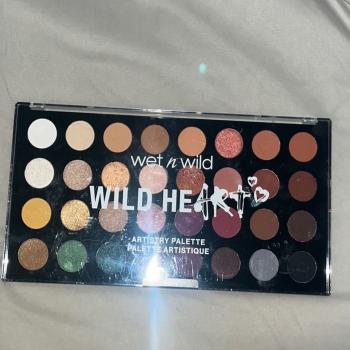 wet n wild
WILD HEART
ARTISTRY PALETTE
PALETTE ARTISTIQUE